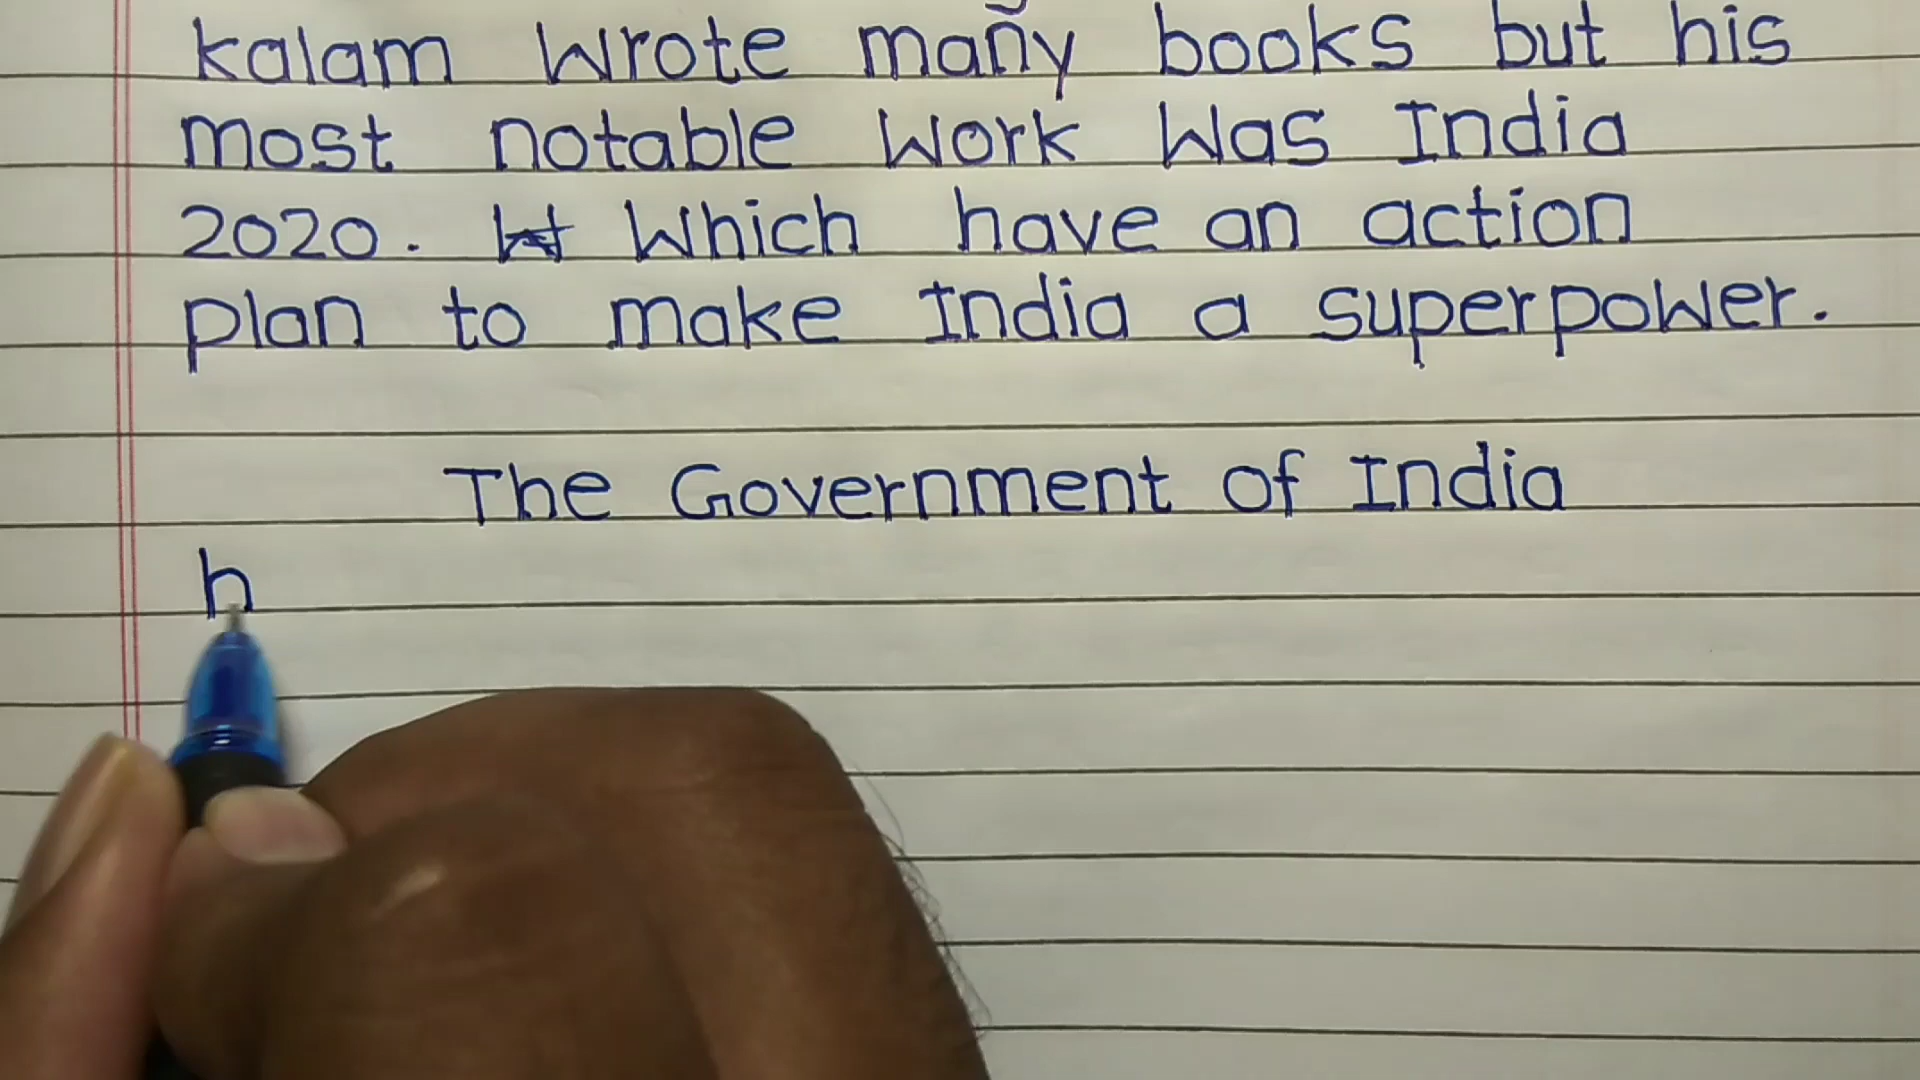 kalam wrote many books but his
most notable work was India
2020. Which have an action
plan to make India a superpower.
The Government of India
h